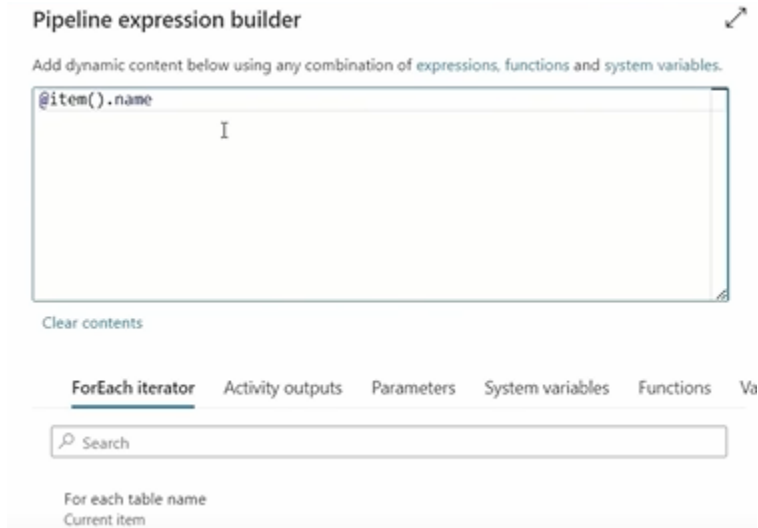 Pipeline expression builder
Add dynamic content below using any combination of expressions, functions and system variables.
@item().name
Clear contents
ForEach iterator Activity outputs Parameters System variables Functions Va
Search
For each table name
Current item